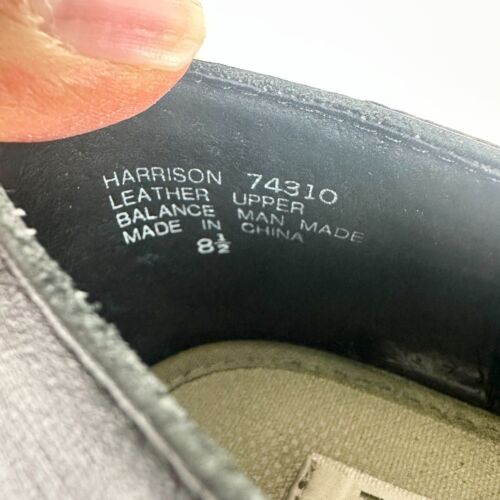 HARRISON 74310
LEATHER UPPER
BALANCE MAN MADE
MADE IN CHINA
8½